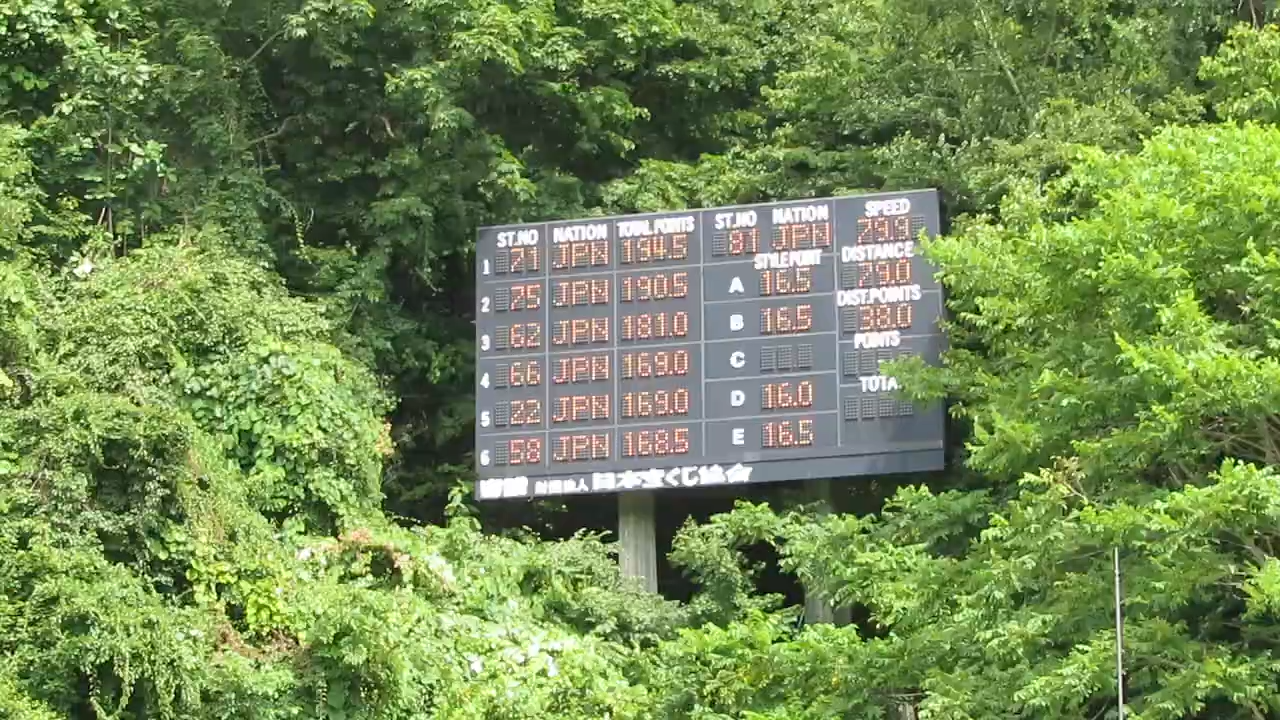 ST.NO NATION TOTAL POINTS ST.NO NATION SPEED
1 71 JPN 194.5 81 JPN 79.9
STYLE POINT DISTANCE
2 75 JPN 190.5 A 16.5 79.0
DIST.POINTS
3 62 JPN 181.0 B 16.5 38.0
POINTS
4 66 JPN 169.0 C
TOTAL
5 22 JPN 169.0 D 16.0
6 58 JPN 168.5 E 16.5
財団法人 日本宝くじ協会